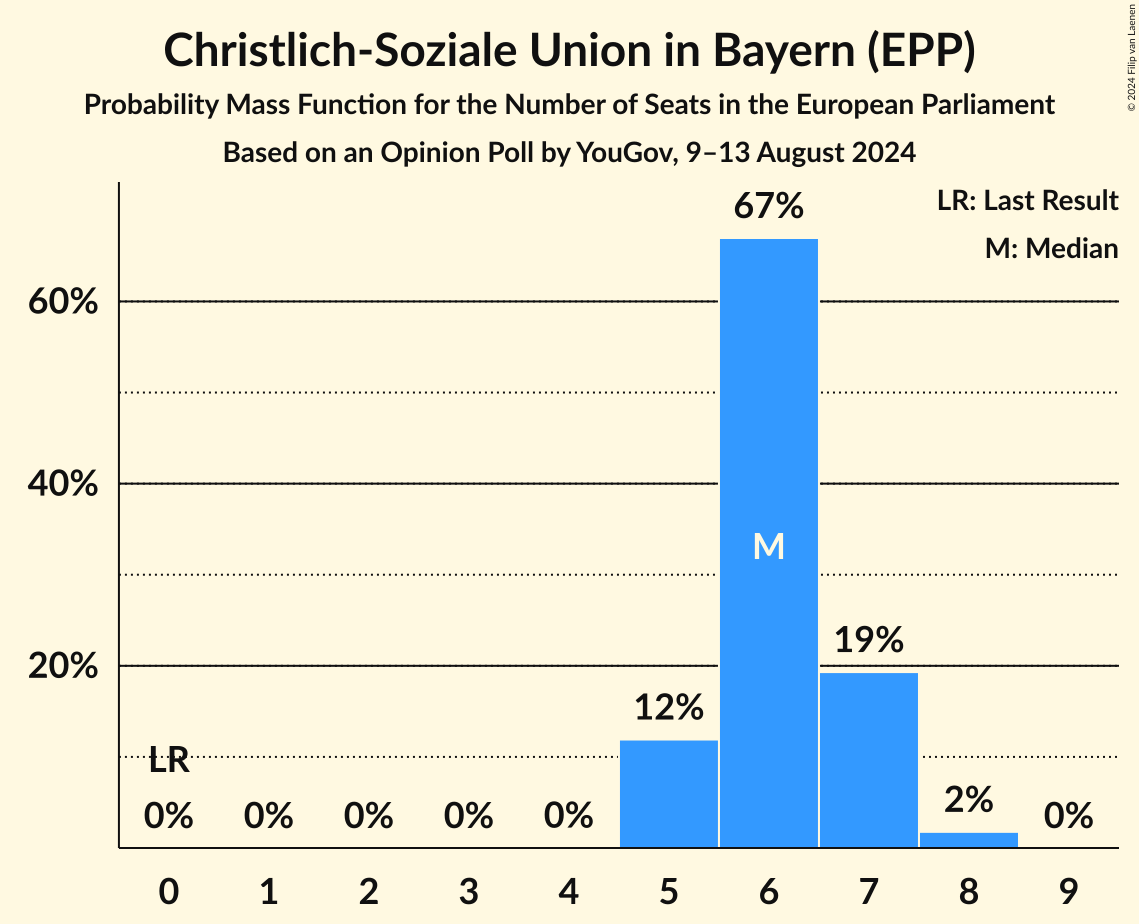 Christlich-Soziale Union in Bayern (EPP)
Probability Mass Function for the Number of Seats in the European Parliament
Based on an Opinion Poll by YouGov, 9–13 August 2024
© 2024 Filip van Laenen
LR: Last Result
M: Median
67%
60%
40%
M
20%
19%
12%
LR
0% 0% 0% 0% 0% 2% 0%
0 1 2 3 4 5 6 7 8 9